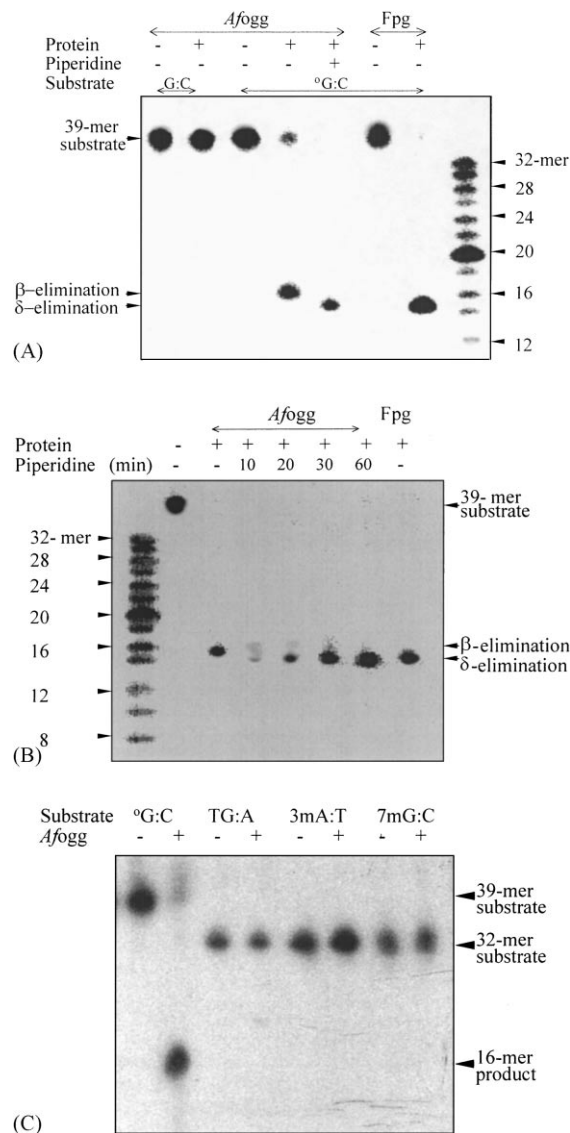 Afogg Fpg
Protein - + - + + - +
Piperidine - - - - + - -
Substrate G:C °G:C
39-mer
substrate
32-mer
28
24
20
16
12
β-elimination
δ-elimination
(A)
Afogg Fpg
Protein - + + + + + +
Piperidine (min) - - 10 20 30 60 -
39- mer
substrate
32- mer
28
24
20
16
12
8
β-elimination
δ-elimination
(B)
Substrate °G:C TG:A 3mA:T 7mG:C
Afogg - + - + - + - +
39-mer
substrate
32-mer
substrate
16-mer
product
(C)